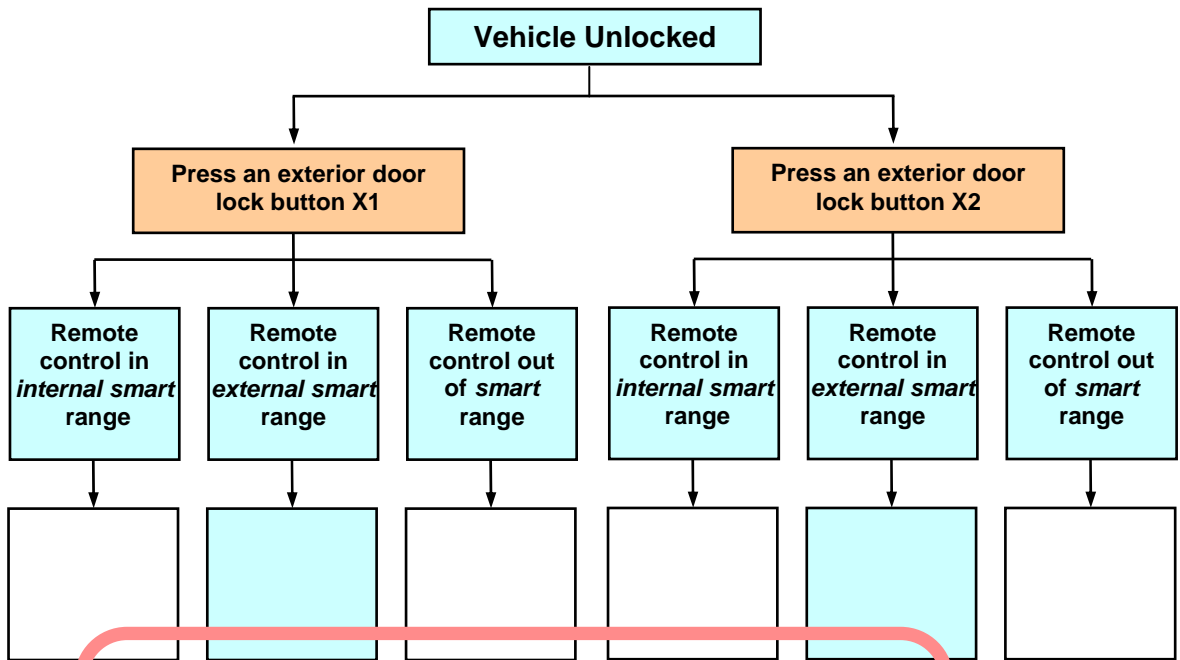 Vehicle Unlocked
Press an exterior door
lock button X1
Press an exterior door
lock button X2
Remote
control in
internal smart
range
Remote
control in
external smart
range
Remote
control out
of smart
range
Remote
control in
internal smart
range
Remote
control in
external smart
range
Remote
control out
of smart
range